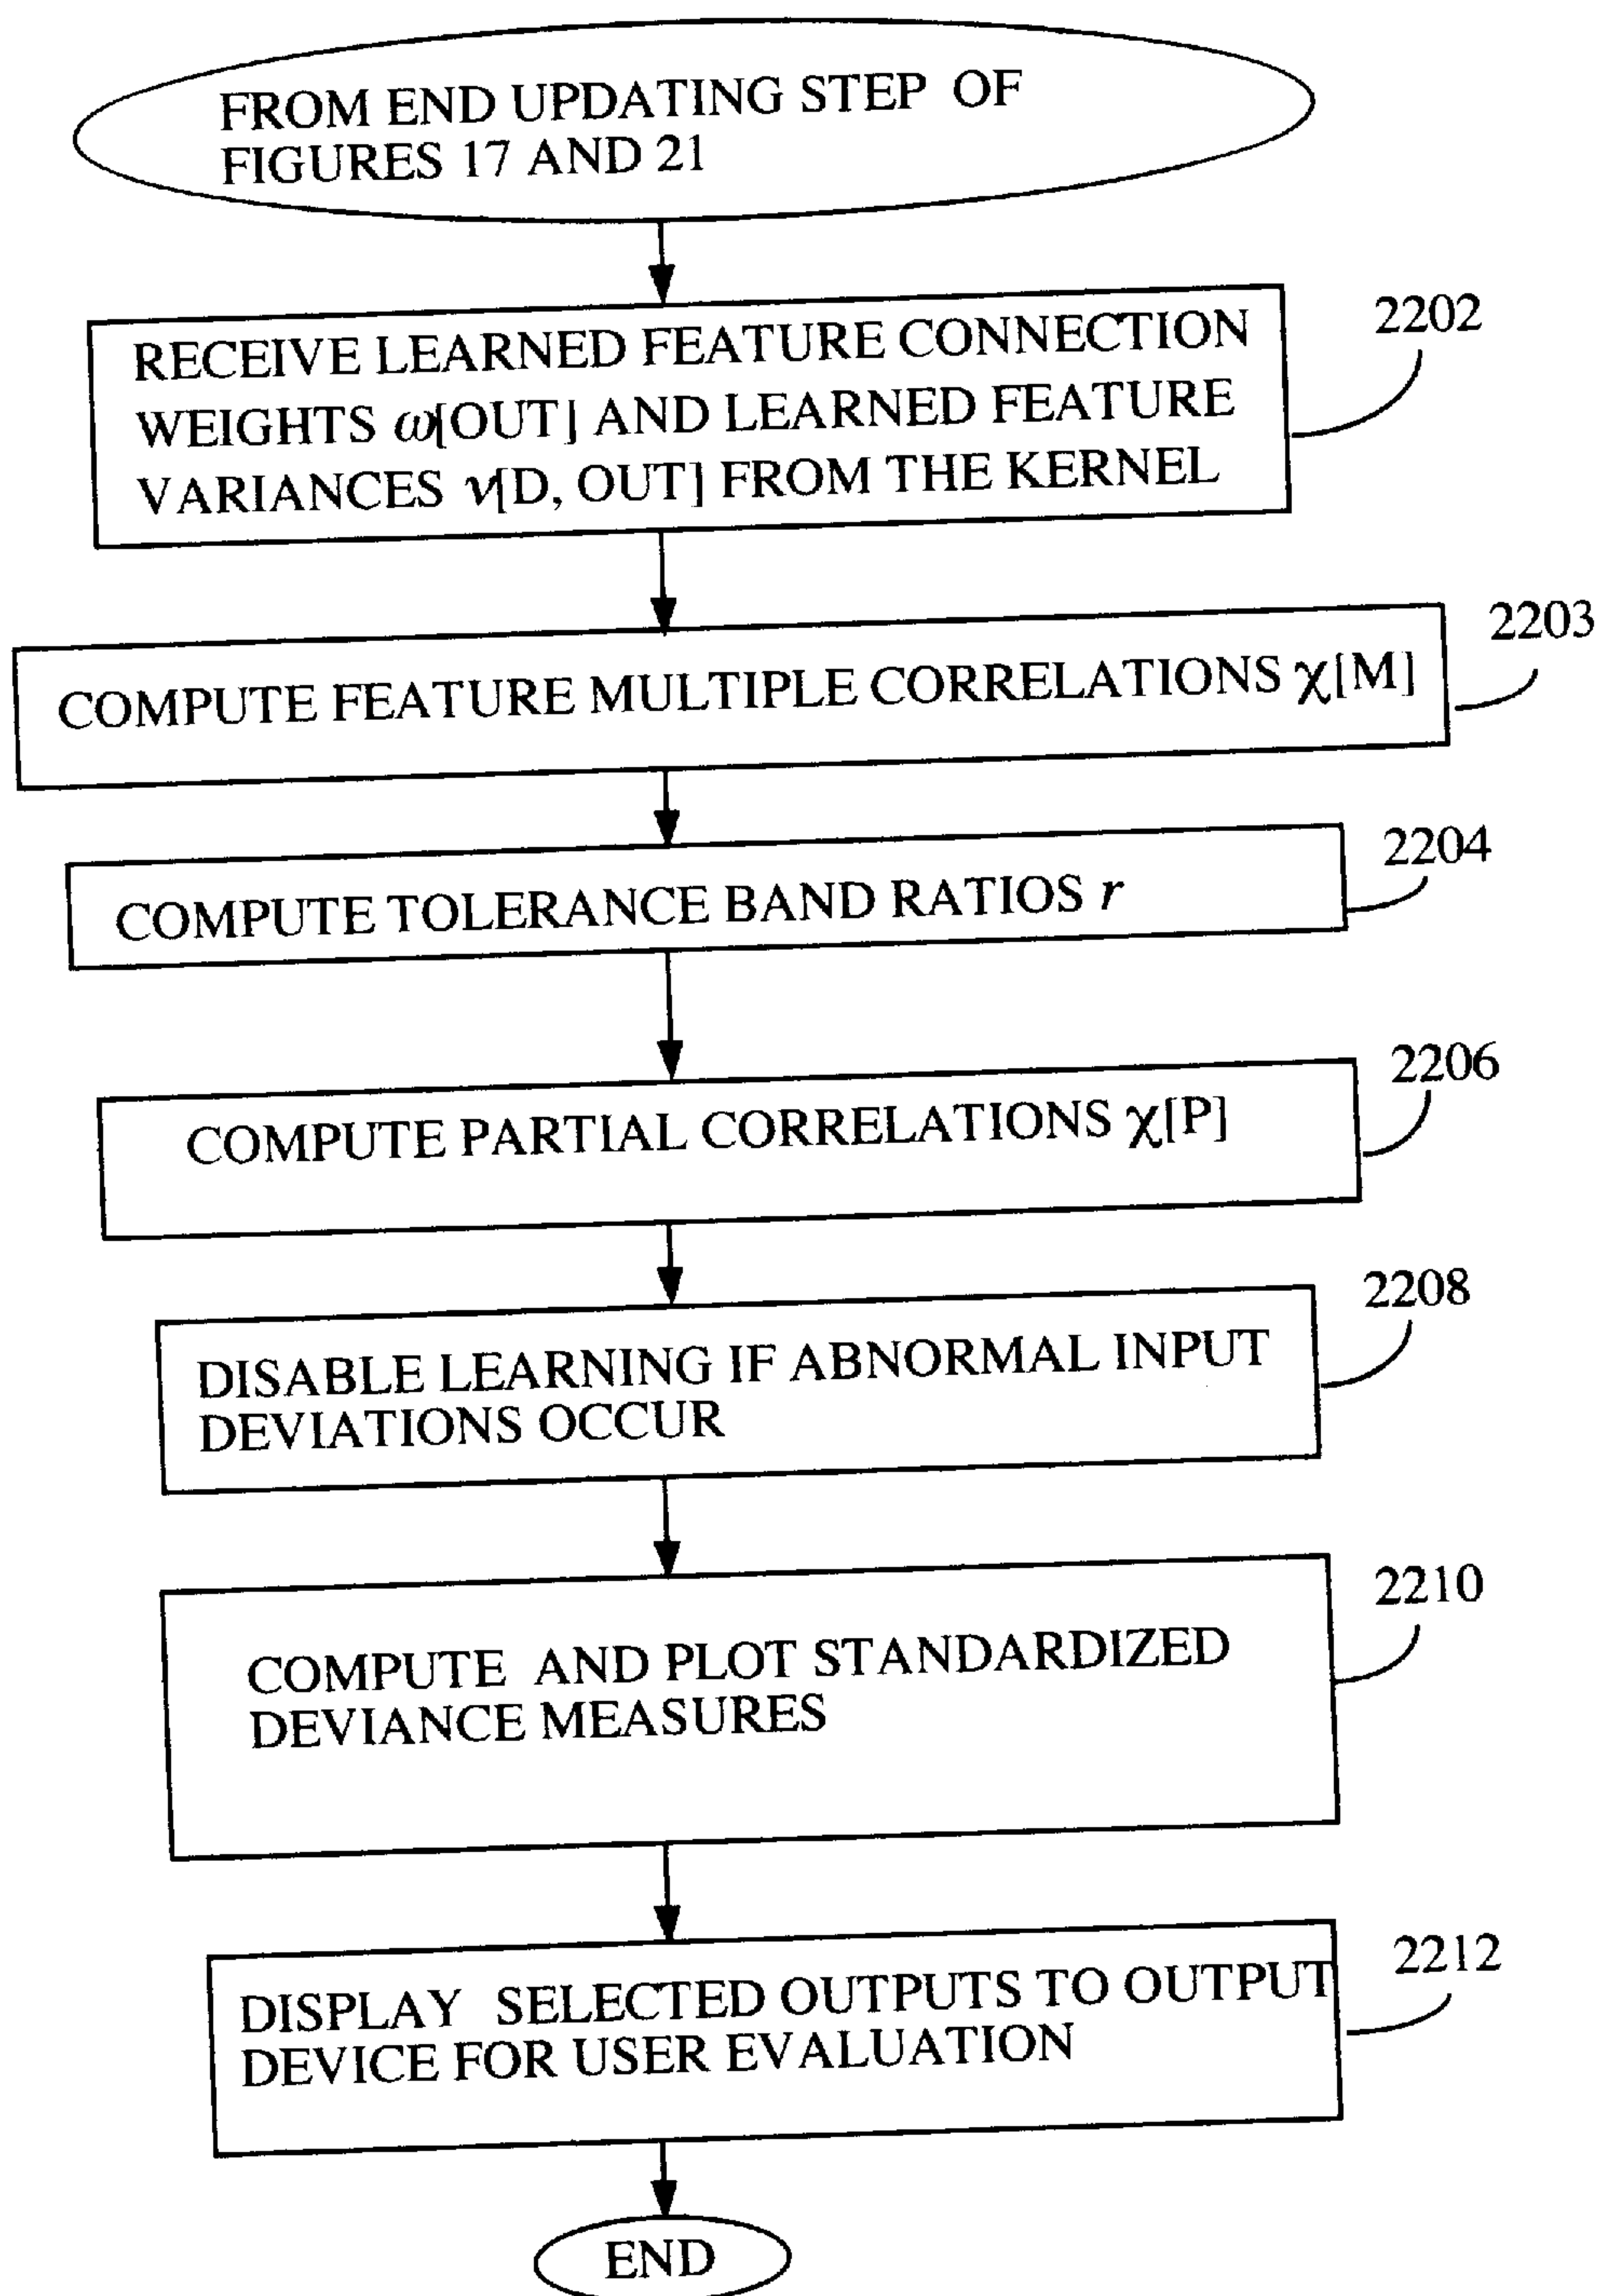 FROM END UPDATING STEP OF
FIGURES 17 AND 21
RECEIVE LEARNED FEATURE CONNECTION
WEIGHTS ω[OUT] AND LEARNED FEATURE
VARIANCES ν[D, OUT] FROM THE KERNEL
2202
COMPUTE FEATURE MULTIPLE CORRELATIONS χ[M]
2203
COMPUTE TOLERANCE BAND RATIOS r
2204
COMPUTE PARTIAL CORRELATIONS χ[P]
2206
DISABLE LEARNING IF ABNORMAL INPUT
DEVIATIONS OCCUR
2208
COMPUTE AND PLOT STANDARDIZED
DEVIANCE MEASURES
2210
DISPLAY SELECTED OUTPUTS TO OUTPUT
DEVICE FOR USER EVALUATION
2212
END